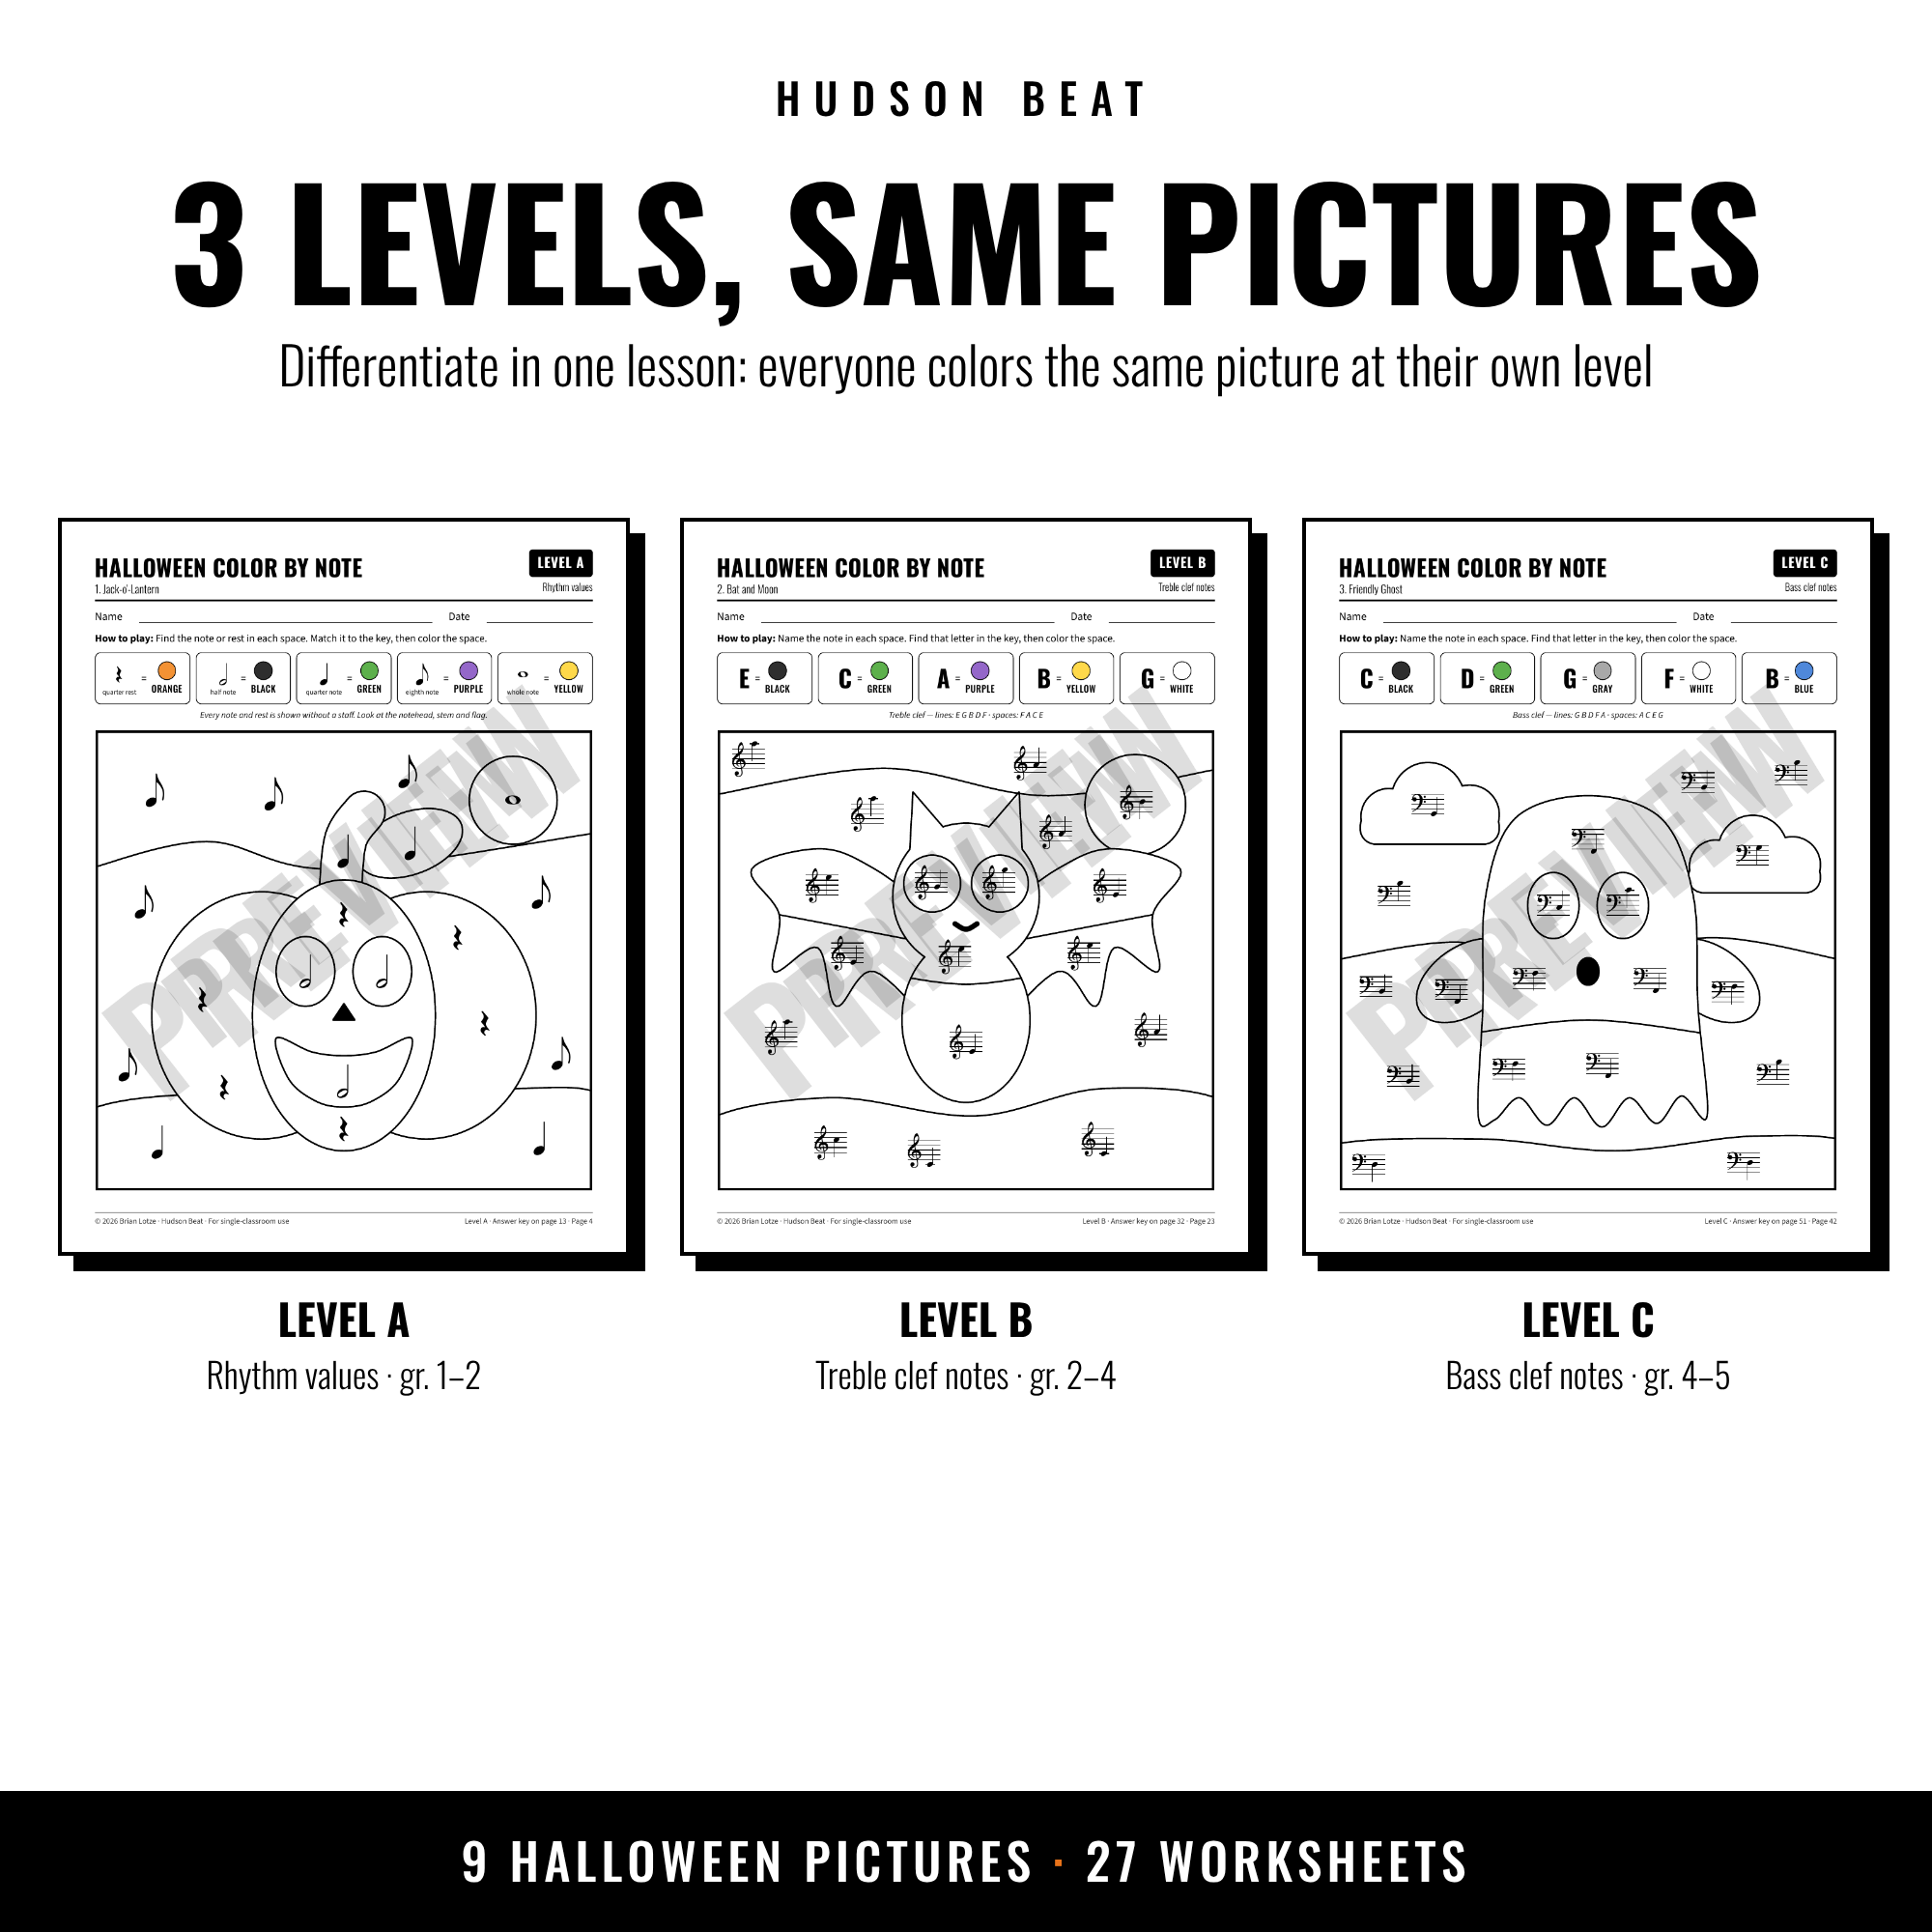 HUDSON BEAT
3 LEVELS, SAME PICTURES
Differentiate in one lesson: everyone colors the same picture at their own level
HALLOWEEN COLOR BY NOTE
LEVEL A
1. Jack-o'-Lantern
Rhythm values
Name
Date
How to play: Find the note or rest in each space. Match it to the key, then color the space.
quarter rest = ORANGE
half note = BLACK
quarter note = GREEN
eighth note = PURPLE
whole note = YELLOW
Every note and rest is shown without a staff. Look at the notehead, stem and flag.
PREVIEW
© 2026 Brian Lotze · Hudson Beat · For single-classroom use
Level A · Answer key on page 13 · Page 4
HALLOWEEN COLOR BY NOTE
LEVEL B
2. Bat and Moon
Treble clef notes
Name
Date
How to play: Name the note in each space. Find that letter in the key, then color the space.
E = BLACK
C = GREEN
A = PURPLE
B = YELLOW
G = WHITE
Treble clef — lines: E G B D F · spaces: F A C E
PREVIEW
© 2026 Brian Lotze · Hudson Beat · For single-classroom use
Level B · Answer key on page 32 · Page 23
HALLOWEEN COLOR BY NOTE
LEVEL C
3. Friendly Ghost
Bass clef notes
Name
Date
How to play: Name the note in each space. Find that letter in the key, then color the space.
C = BLACK
D = GREEN
G = GRAY
F = WHITE
B = BLUE
Bass clef — lines: G B D F A · spaces: A C E G
PREVIEW
© 2026 Brian Lotze · Hudson Beat · For single-classroom use
Level C · Answer key on page 51 · Page 42
LEVEL A
Rhythm values · gr. 1–2
LEVEL B
Treble clef notes · gr. 2–4
LEVEL C
Bass clef notes · gr. 4–5
9 HALLOWEEN PICTURES · 27 WORKSHEETS